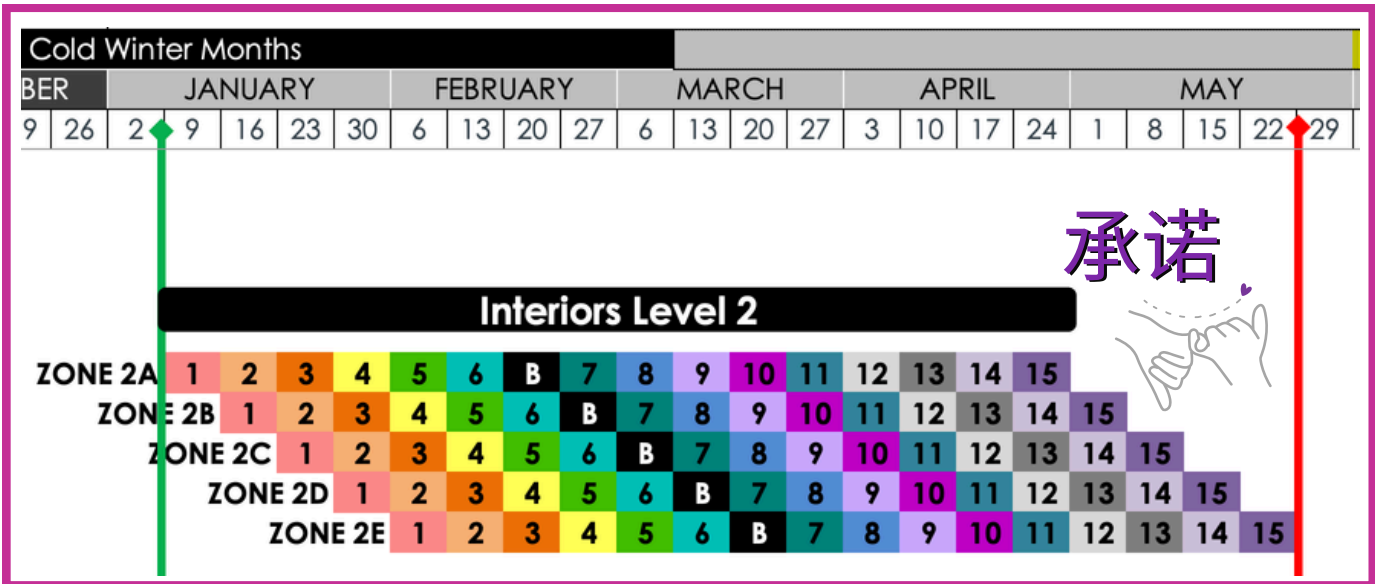 Cold Winter Months
BER JANUARY FEBRUARY MARCH APRIL MAY
9 26 2 9 16 23 30 6 13 20 27 6 13 20 27 3 10 17 24 1 8 15 22 29
承诺
Interiors Level 2
ZONE 2A 1 2 3 4 5 6 B 7 8 9 10 11 12 13 14 15
ZONE 2B 1 2 3 4 5 6 B 7 8 9 10 11 12 13 14 15
ZONE 2C 1 2 3 4 5 6 B 7 8 9 10 11 12 13 14 15
ZONE 2D 1 2 3 4 5 6 B 7 8 9 10 11 12 13 14 15
ZONE 2E 1 2 3 4 5 6 B 7 8 9 10 11 12 13 14 15